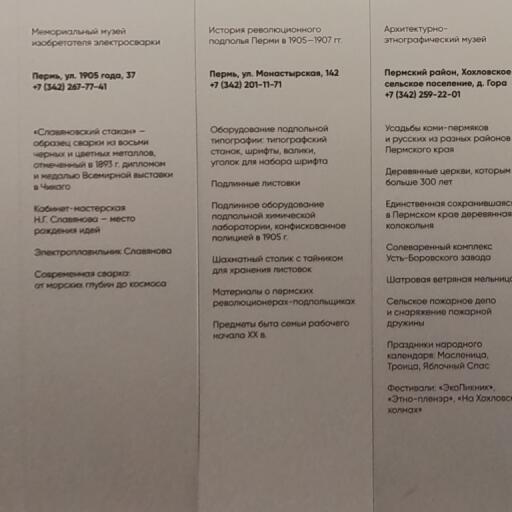 Мемориальный музей
изобретателя электросварки
Пермь, ул. 1905 года, 37
+7 (342) 267-77-41
«Славяновский стакан» –
образец сварки из восьми
черных и цветных металлов,
отмеченный в 1893 г. дипломом
и медалью Всемирной выставки
в Чикаго
Кабинет-мастерская
Н.Г. Славянова – место
рождения идей
Электроплавильник Славянова
Современная сварка:
от морских глубин до космоса
История революционного
подполья Перми в 1905–1907 гг.
Пермь, ул. Монастырская, 142
+7 (342) 201-11-71
Оборудование подпольной
типографии: типографский
станок, шрифты, валики,
уголок для набора шрифта
Подлинные листовки
Подлинное оборудование
подпольной химической
лаборатории, конфискованное
полицией в 1905 г.
Шахматный столик с тайником
для хранения листовок
Материалы о пермских
революционерах-подпольщиках
Предметы быта семьи рабочего
начала XX в.
Архитектурно-
этнографический музей
Пермский район, Хохловское
сельское поселение, д. Гора
+7 (342) 259-22-01
Усадьбы коми-пермяков
и русских из разных районов
Пермского края
Деревянные церкви, которым
больше 300 лет
Единственная сохранившаяся
в Пермском крае деревянная
колокольня
Солеваренный комплекс
Усть-Боровского завода
Шатровая ветряная мельница
Сельское пожарное депо
и снаряжение пожарной
дружины
Праздники народного
календаря: Масленица,
Троица, Яблочный Спас
Фестивали: «ЭкоПикник»,
«Этно-пленэр», «На Хохловских
холмах»